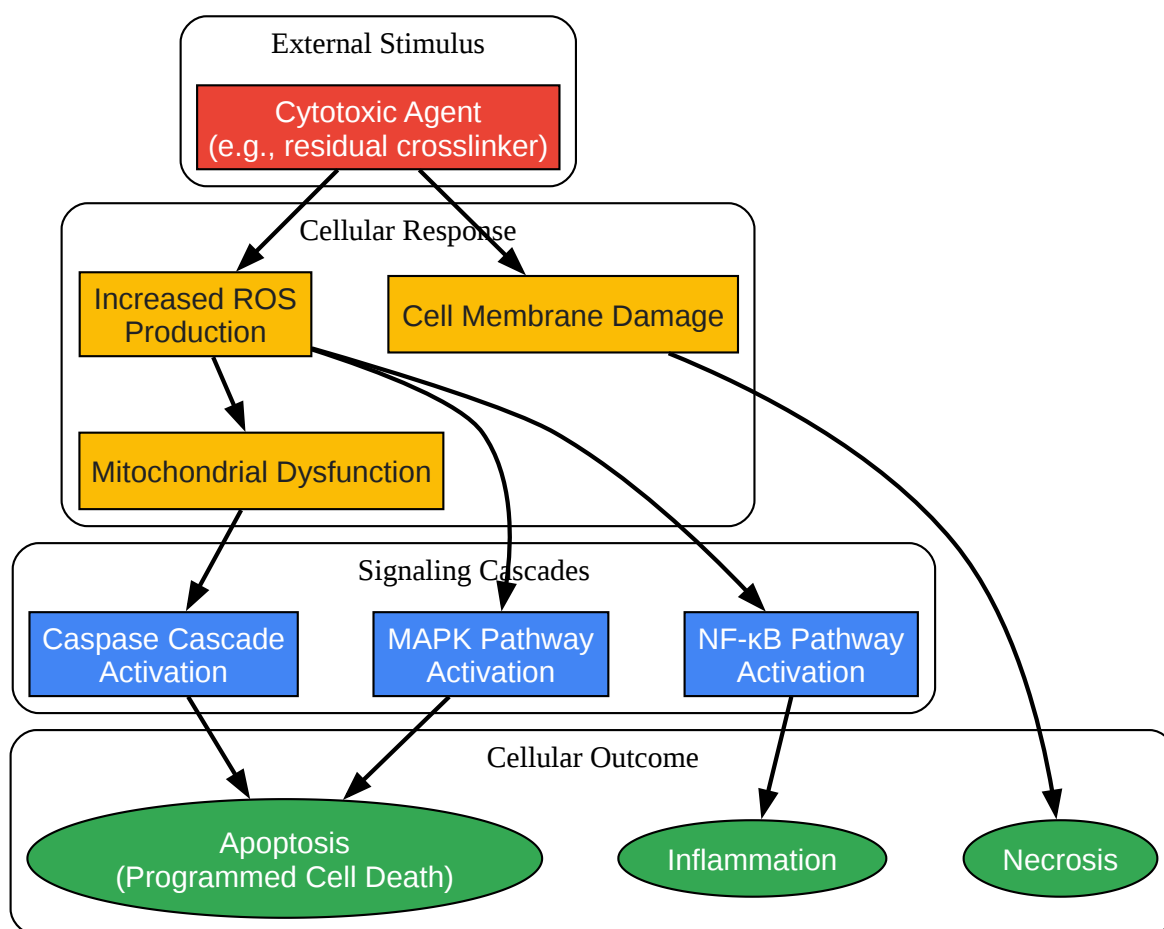 External Stimulus
Cytotoxic Agent
(e.g., residual crosslinker)
Cellular Response
Increased ROS
Production
Cell Membrane Damage
Mitochondrial Dysfunction
Signaling Cascades
Caspase Cascade
Activation
MAPK Pathway
Activation
NF-κB Pathway
Activation
Cellular Outcome
Apoptosis
(Programmed Cell Death)
Inflammation
Necrosis